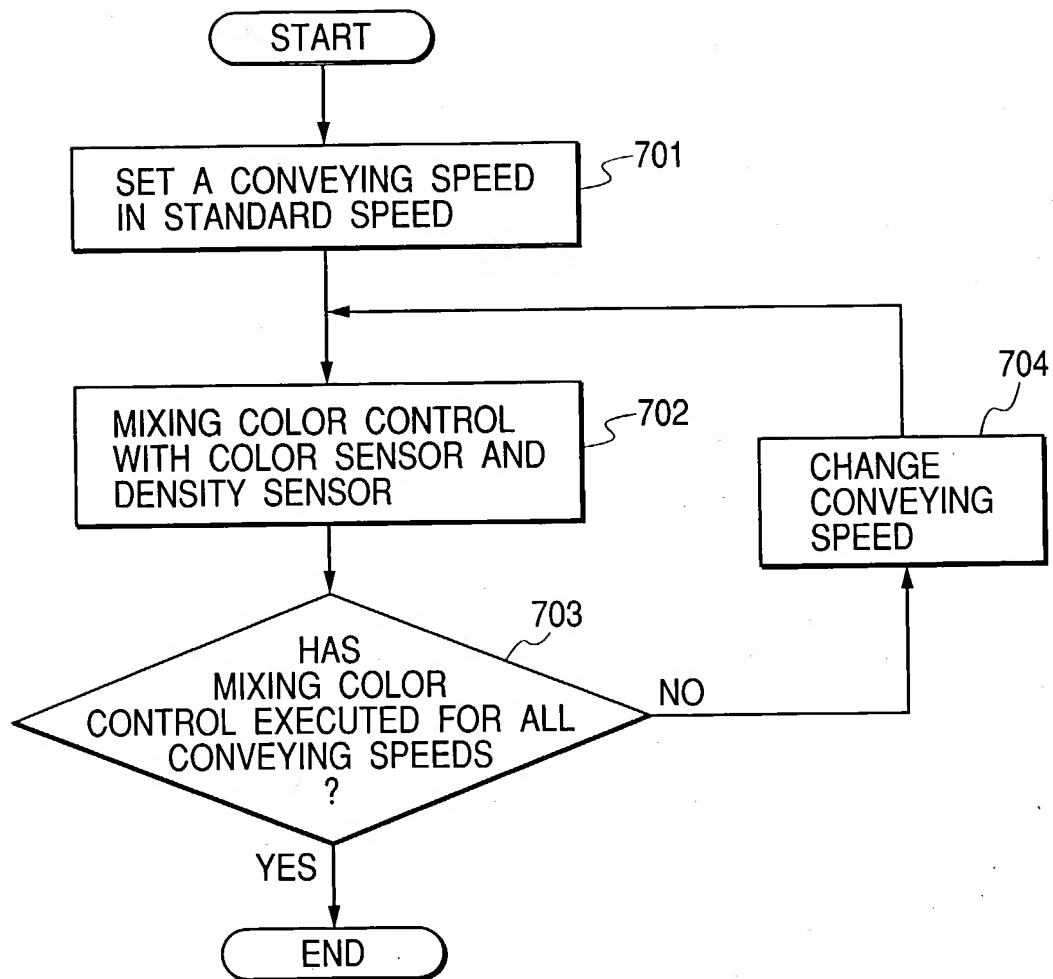 START
701
SET A CONVEYING SPEED
IN STANDARD SPEED
702
MIXING COLOR CONTROL
WITH COLOR SENSOR AND
DENSITY SENSOR
704
CHANGE
CONVEYING
SPEED
703
HAS
MIXING COLOR
CONTROL EXECUTED FOR ALL
CONVEYING SPEEDS
?
NO
YES
END